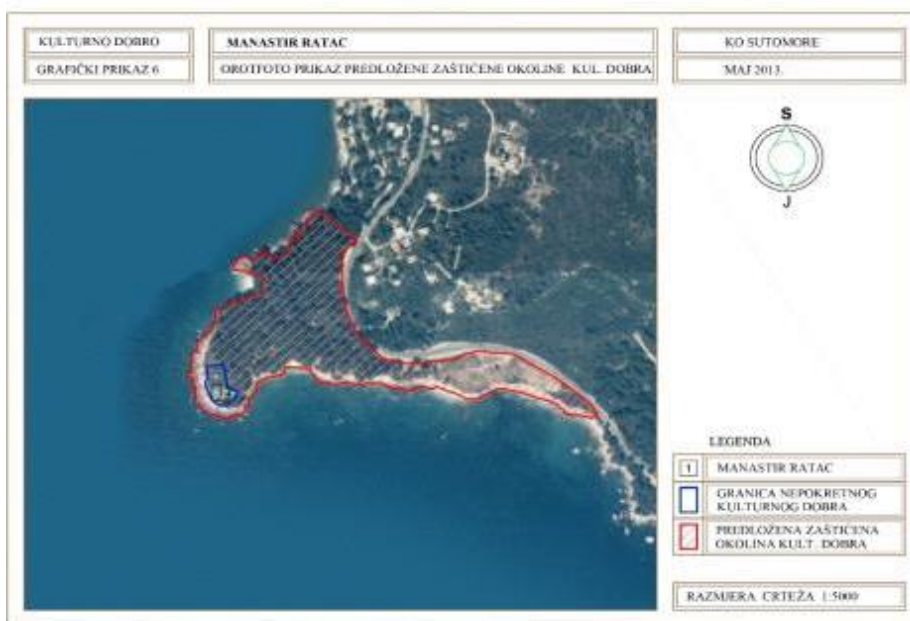 KULTURNO DOBRO
MANASTIR RATAC
KO SUTOMORE
GRAFIČKI PRIKAZ 6
OROTFOTO PRIKAZ PREDLOŽENE ZAŠTIĆENE OKOLINE KUL. DOBRA
MAJ 2013.
S
J
LEGENDA
1 MANASTIR RATAC
GRANICA NEPOKRETNOG
KULTURNOG DOBRA
PREDLOŽENA ZAŠTIĆENA
OKOLINA KULT. DOBRA
RAZMJERA CRTEŽA 1:5000